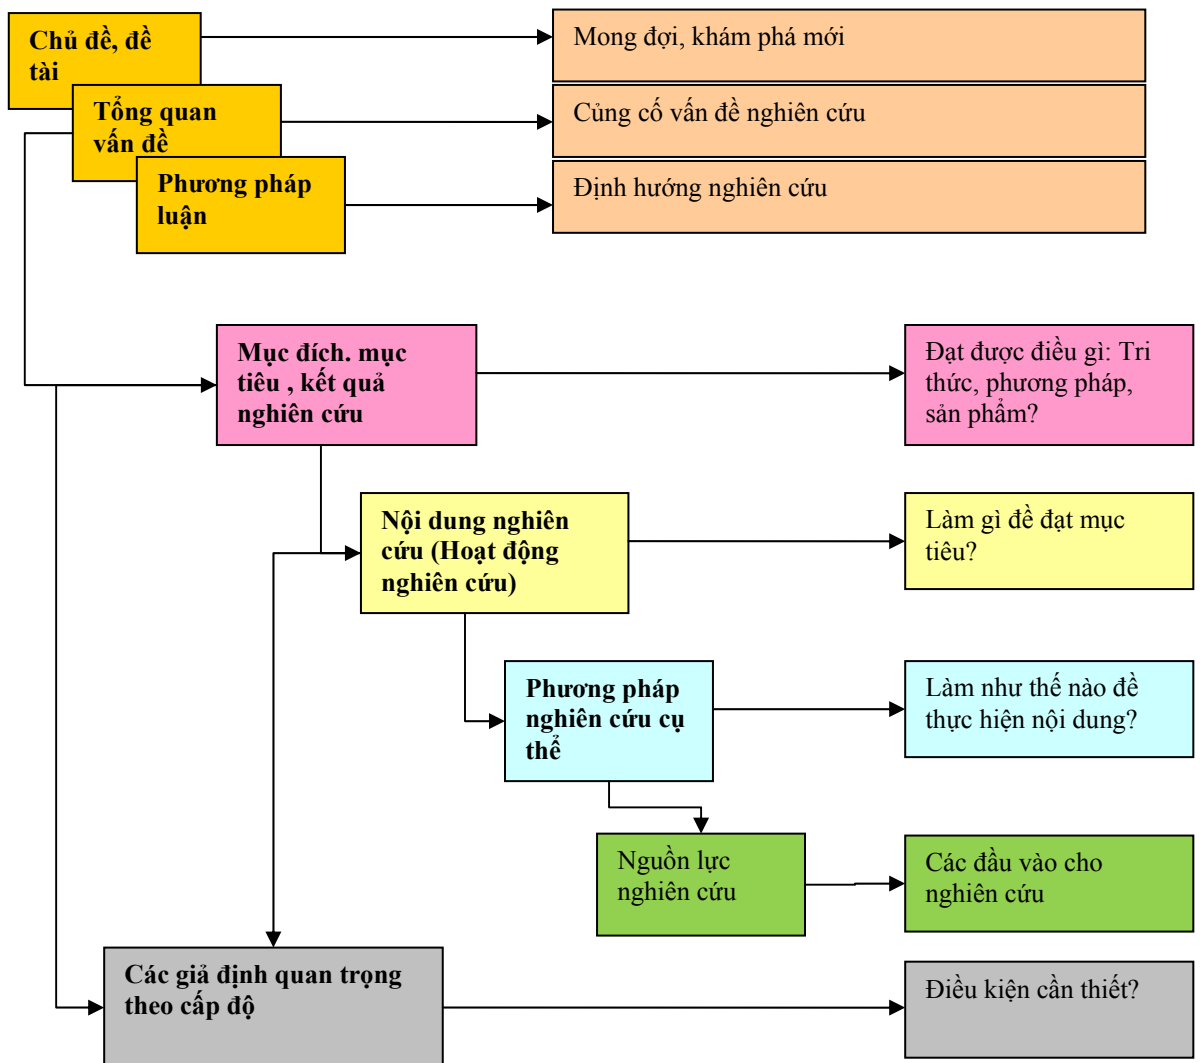 Chủ đề, đề
tài
Mong đợi, khám phá mới
Tổng quan
vấn đề
Củng cố vấn đề nghiên cứu
Phương pháp
luận
Định hướng nghiên cứu
Mục đích. mục
tiêu , kết quả
nghiên cứu
Đạt được điều gì: Tri
thức, phương pháp,
sản phẩm?
Nội dung nghiên
cứu (Hoạt động
nghiên cứu)
Làm gì đề đạt mục
tiêu?
Phương pháp
nghiên cứu cụ
thể
Làm như thế nào đề
thực hiện nội dung?
Nguồn lực
nghiên cứu
Các đầu vào cho
nghiên cứu
Các giả định quan trọng
theo cấp độ
Điều kiện cần thiết?